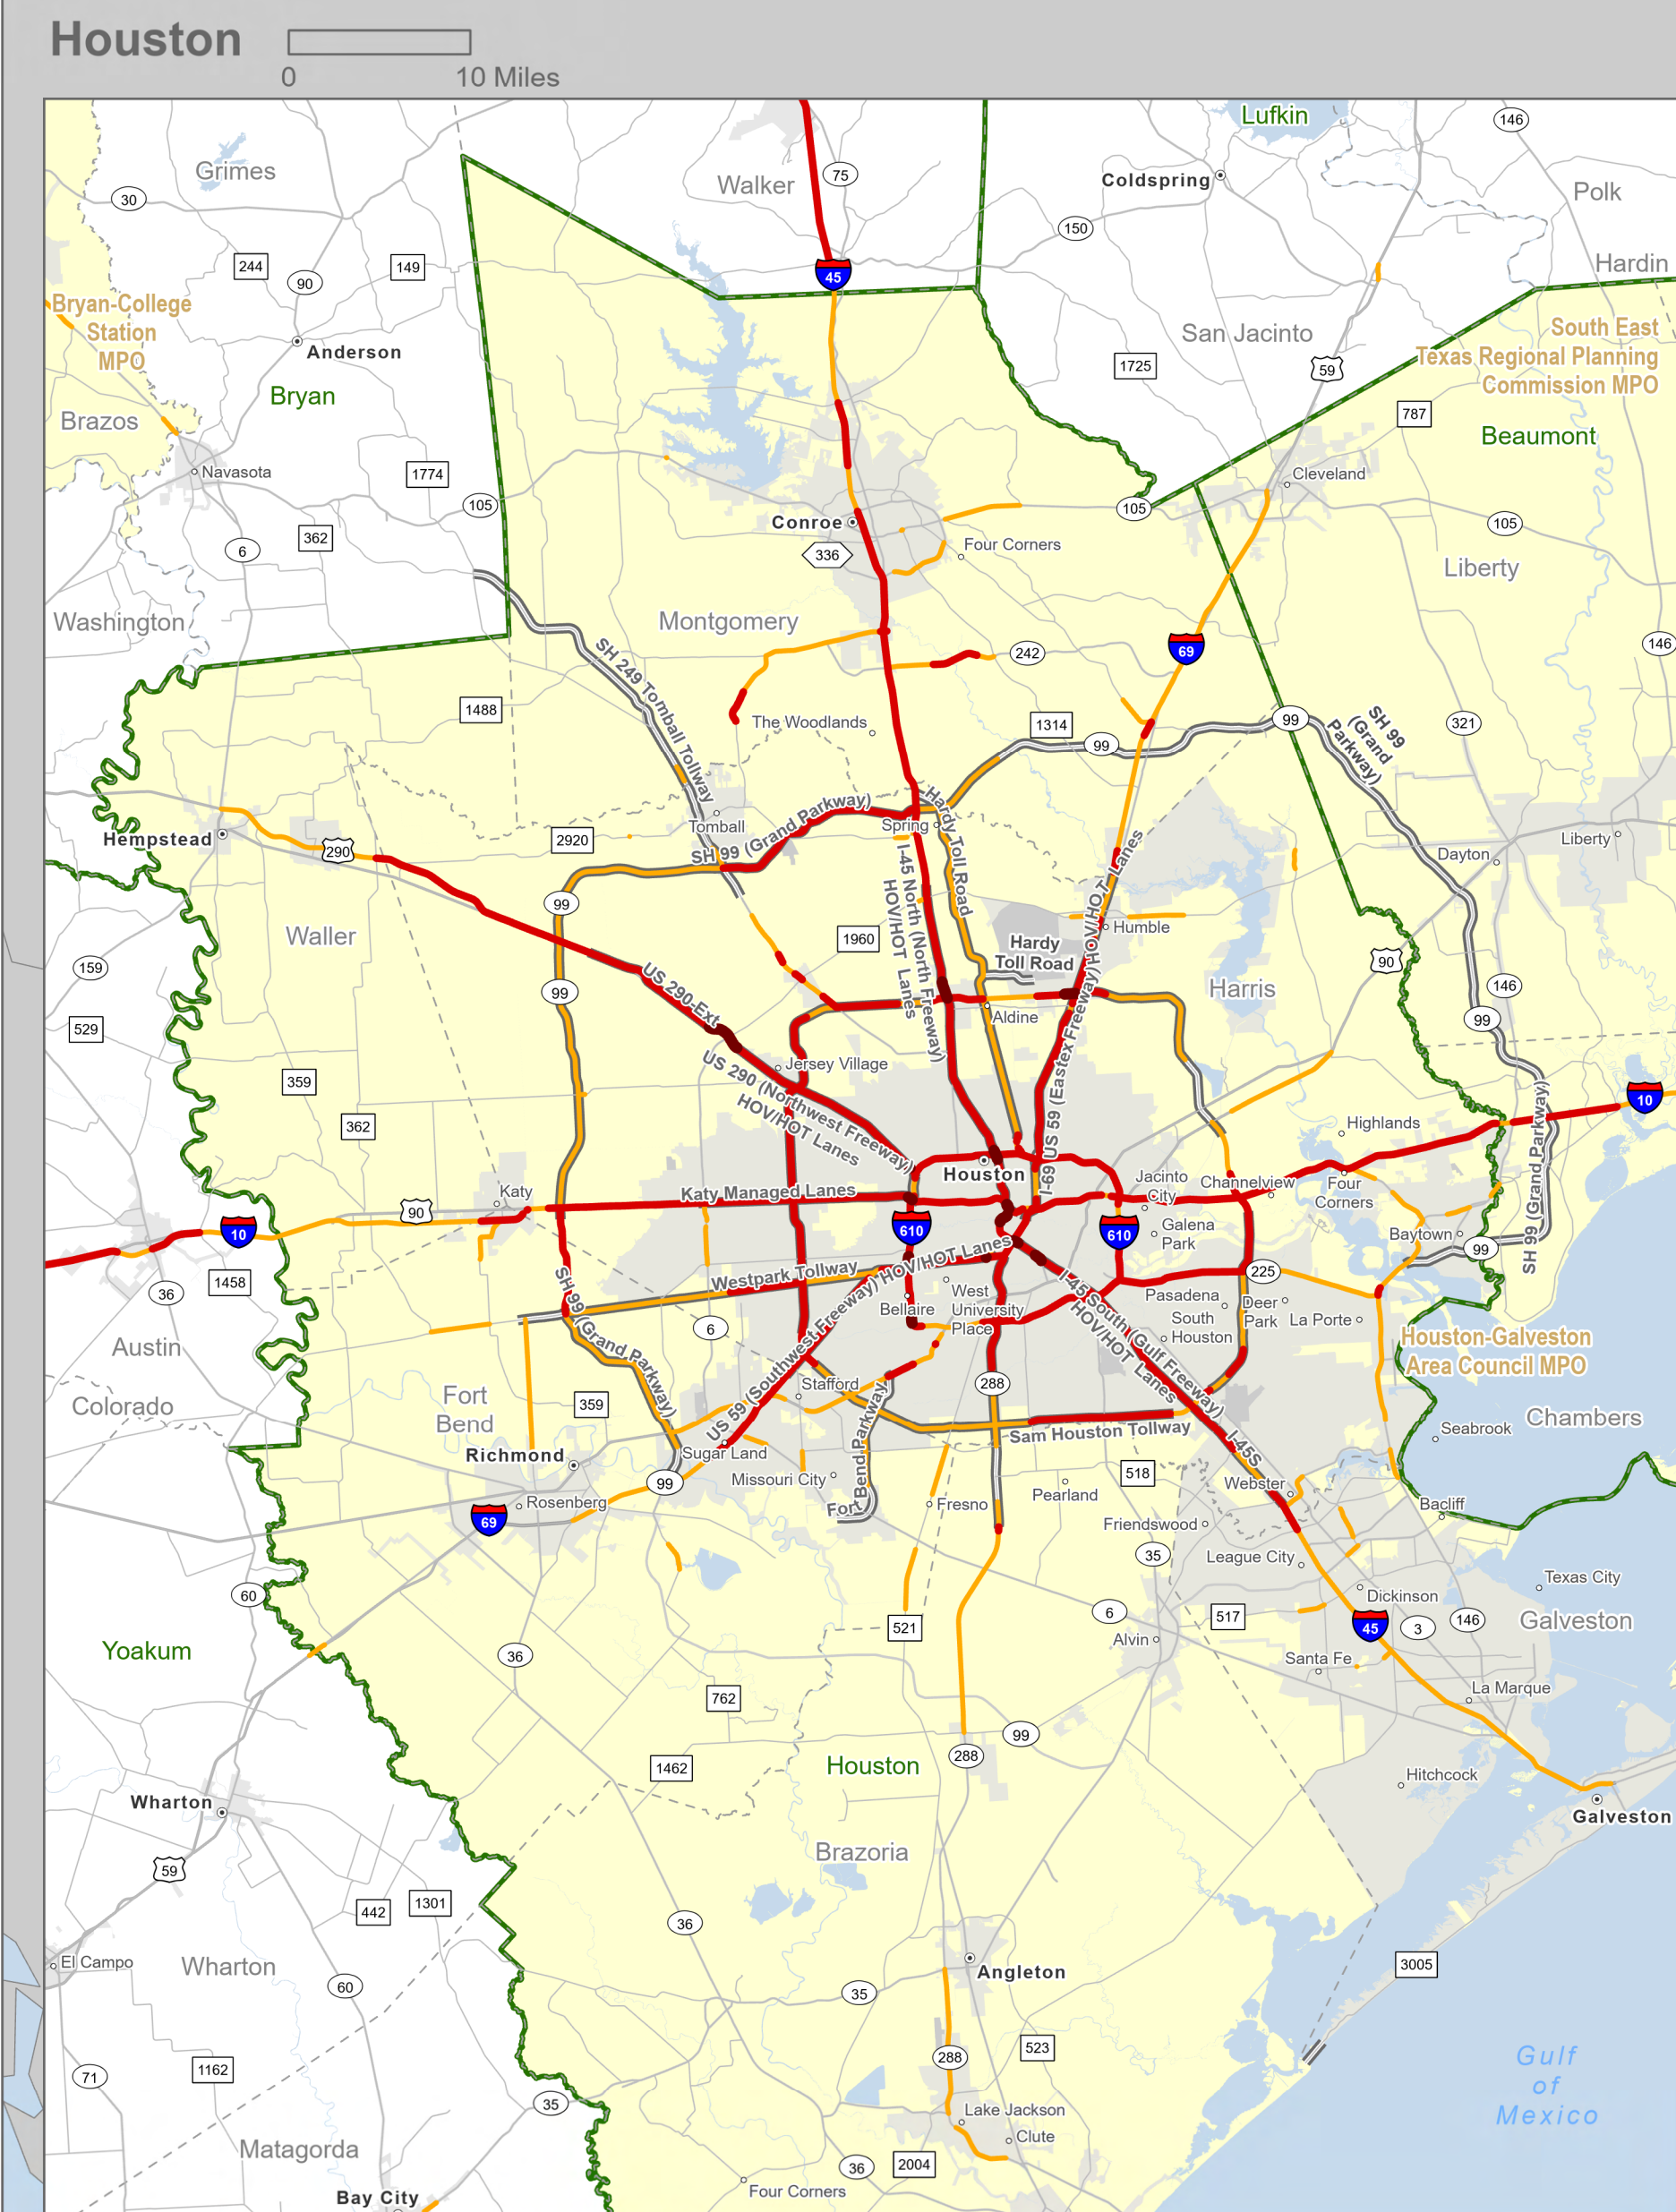 Houston
0 10 Miles
Lufkin
146
Grimes
Walker
75
Coldspring
Polk
30
150
244
90
149
45
Hardin
Bryan-College
Station
MPO
Anderson
San Jacinto
South East
Texas Regional Planning
Commission MPO
1725
59
Bryan
Brazos
787
Beaumont
Navasota
1774
Cleveland
105
105
105
362
6
Conroe
336
Four Corners
Liberty
Washington
Montgomery
242
69
146
SH 249 Tomball Tollway
1488
The Woodlands
1314
99
99
SH 99
(Grand
Parkway)
321
Hempstead
290
2920
Tomball
SH 99 (Grand Parkway)
Spring
Hardy Toll Road
Dayton
Liberty
99
I-45 North (North Freeway)
HOV/HOT Lanes
I-69 US 59 (Eastex Freeway) HOV/HOT Lanes
Waller
1960
Humble
Hardy
Toll Road
90
159
US 290-Ext
99
Harris
146
529
Aldine
99
359
Jersey Village
US 290 (Northwest Freeway)
HOV/HOT Lanes
10
362
Highlands
Houston
Katy
Katy Managed Lanes
Jacinto
City
Channelview
Four
Corners
SH 99 (Grand Parkway)
90
10
610
610
Galena
Park
Baytown
99
1458
36
SH 99 (Grand Parkway)
Westpark Tollway
US 59 (Southwest Freeway) HOV/HOT Lanes
225
Bellaire
West
University
Place
I-45 South (Gulf Freeway)
HOV/HOT Lanes
Pasadena
South
Houston
Deer
Park
La Porte
Austin
6
Houston-Galveston
Area Council MPO
Colorado
Fort
Bend
359
Stafford
288
Chambers
Richmond
Sugar Land
Sam Houston Tollway
I-45S
Seabrook
99
Missouri City
Fort Bend Parkway
518
Pearland
Webster
Rosenberg
69
Fresno
Friendswood
Bacliff
35
League City
Texas City
60
Dickinson
6
517
45
3
146
Galveston
Yoakum
36
521
Alvin
Santa Fe
La Marque
762
99
288
1462
Houston
Hitchcock
Wharton
Galveston
59
Brazoria
442
1301
36
El Campo
Wharton
Angleton
3005
60
35
523
71
1162
288
Gulf
of
Mexico
35
Lake Jackson
Clute
Matagorda
36
2004
Four Corners
Bay City